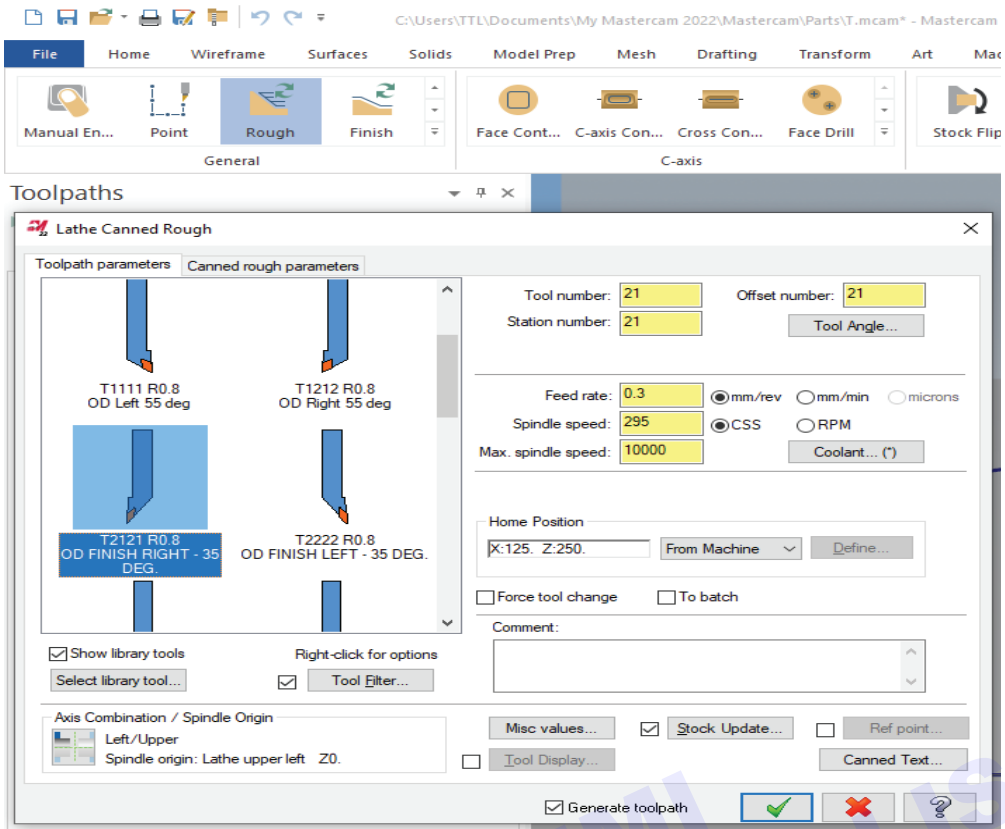 C:\Users\TTL\Documents\My Mastercam 2022\Mastercam\Parts\T.mcam* - Mastercam
File Home Wireframe Surfaces Solids Model Prep Mesh Drafting Transform Art
Manual En... Point Rough Finish Face Cont... C-axis Con... Cross Con... Face Drill Stock Flip
General C-axis
Toolpaths
Lathe Canned Rough
Toolpath parameters Canned rough parameters
T1111 R0.8 T1212 R0.8
OD Left 55 deg OD Right 55 deg
T2121 R0.8 T2222 R0.8
OD FINISH RIGHT - 35 OD FINISH LEFT - 35 DEG.
DEG.
Show library tools Right-click for options
Select library tool... Tool Filter...
Axis Combination / Spindle Origin
Left/Upper
Spindle origin: Lathe upper left Z0.
Tool number: 21 Offset number: 21
Station number: 21 Tool Angle...
Feed rate: 0.3 mm/rev mm/min microns
Spindle speed: 295 CSS RPM
Max. spindle speed: 10000 Coolant... (*)
Home Position
X:125. Z:250. From Machine Define...
Force tool change To batch
Comment:
Misc values... Stock Update... Ref point...
Tool Display... Canned Text...
Generate toolpath